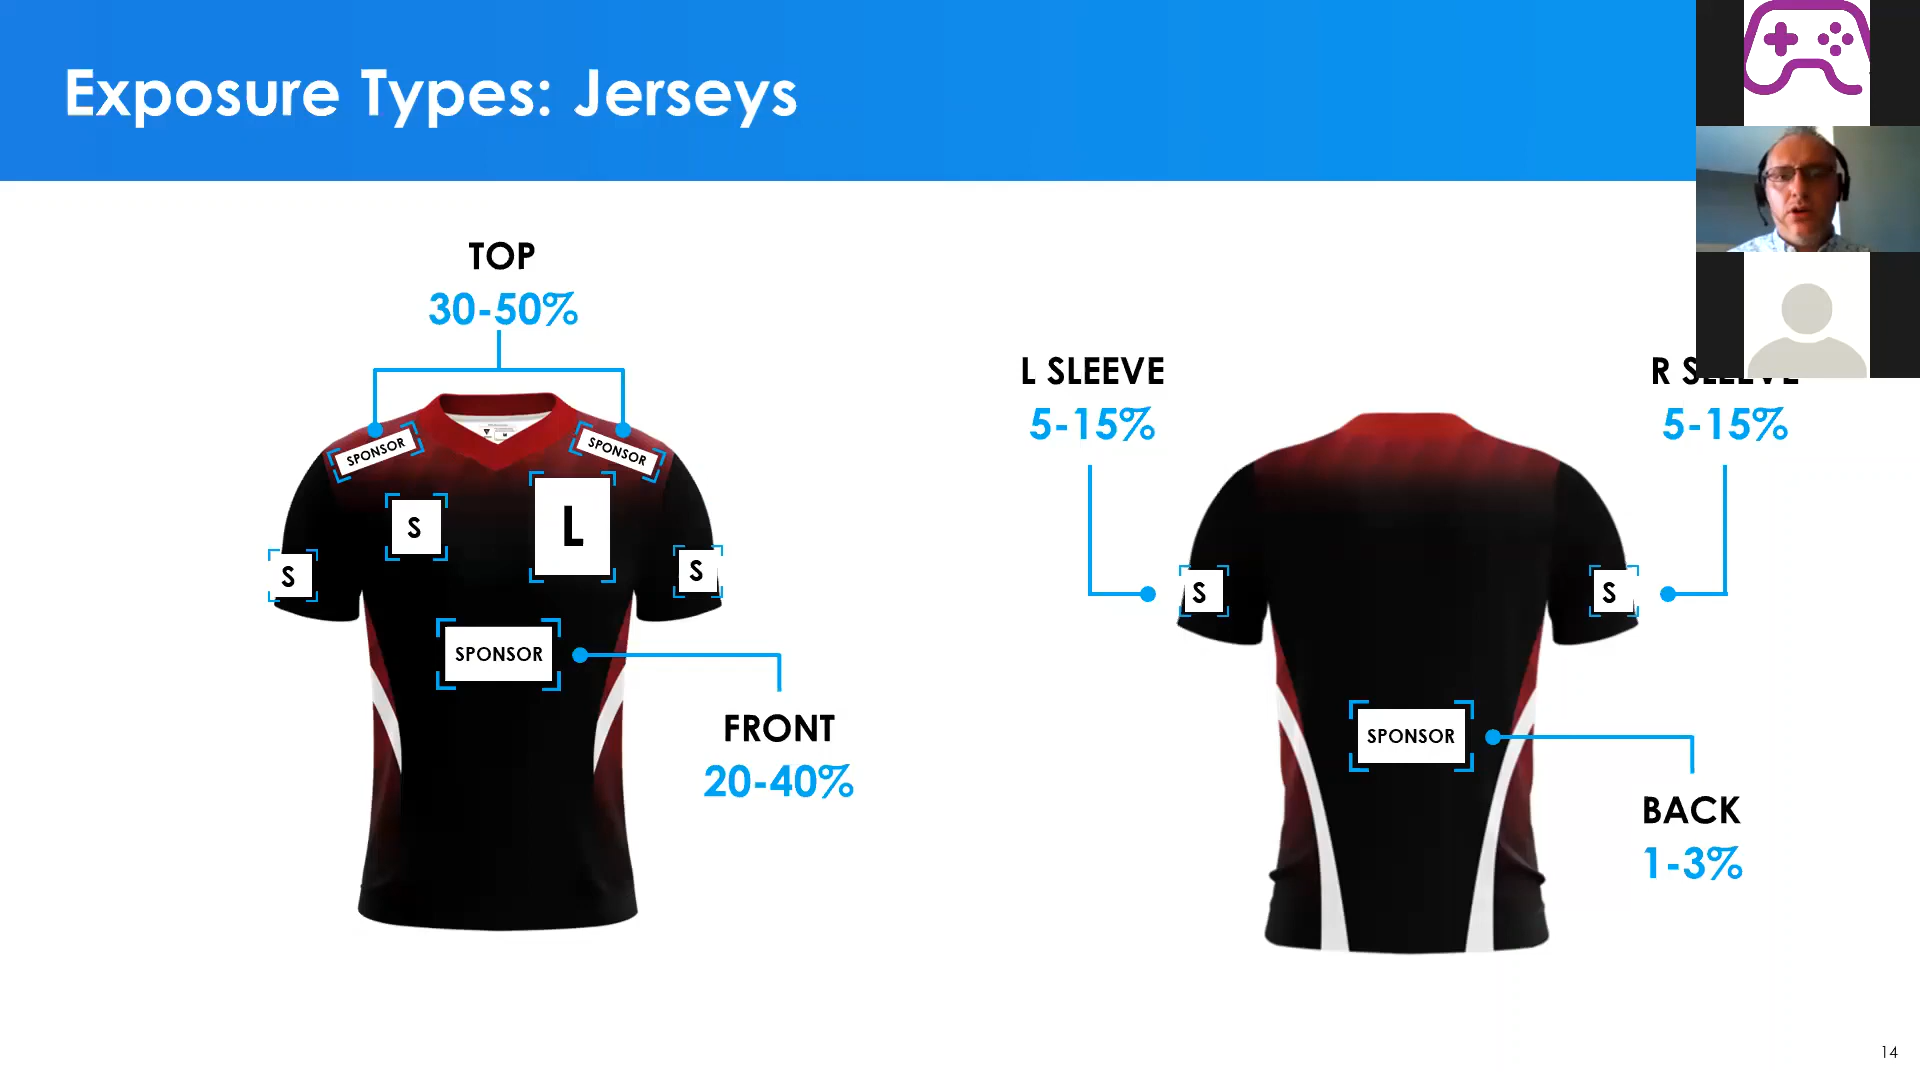 Exposure Types: Jerseys
TOP
30-50%
SPONSOR
SPONSOR
S
L
S
S
SPONSOR
FRONT
20-40%
L SLEEVE
5-15%
R SLEEVE
5-15%
S
S
SPONSOR
BACK
1-3%
14